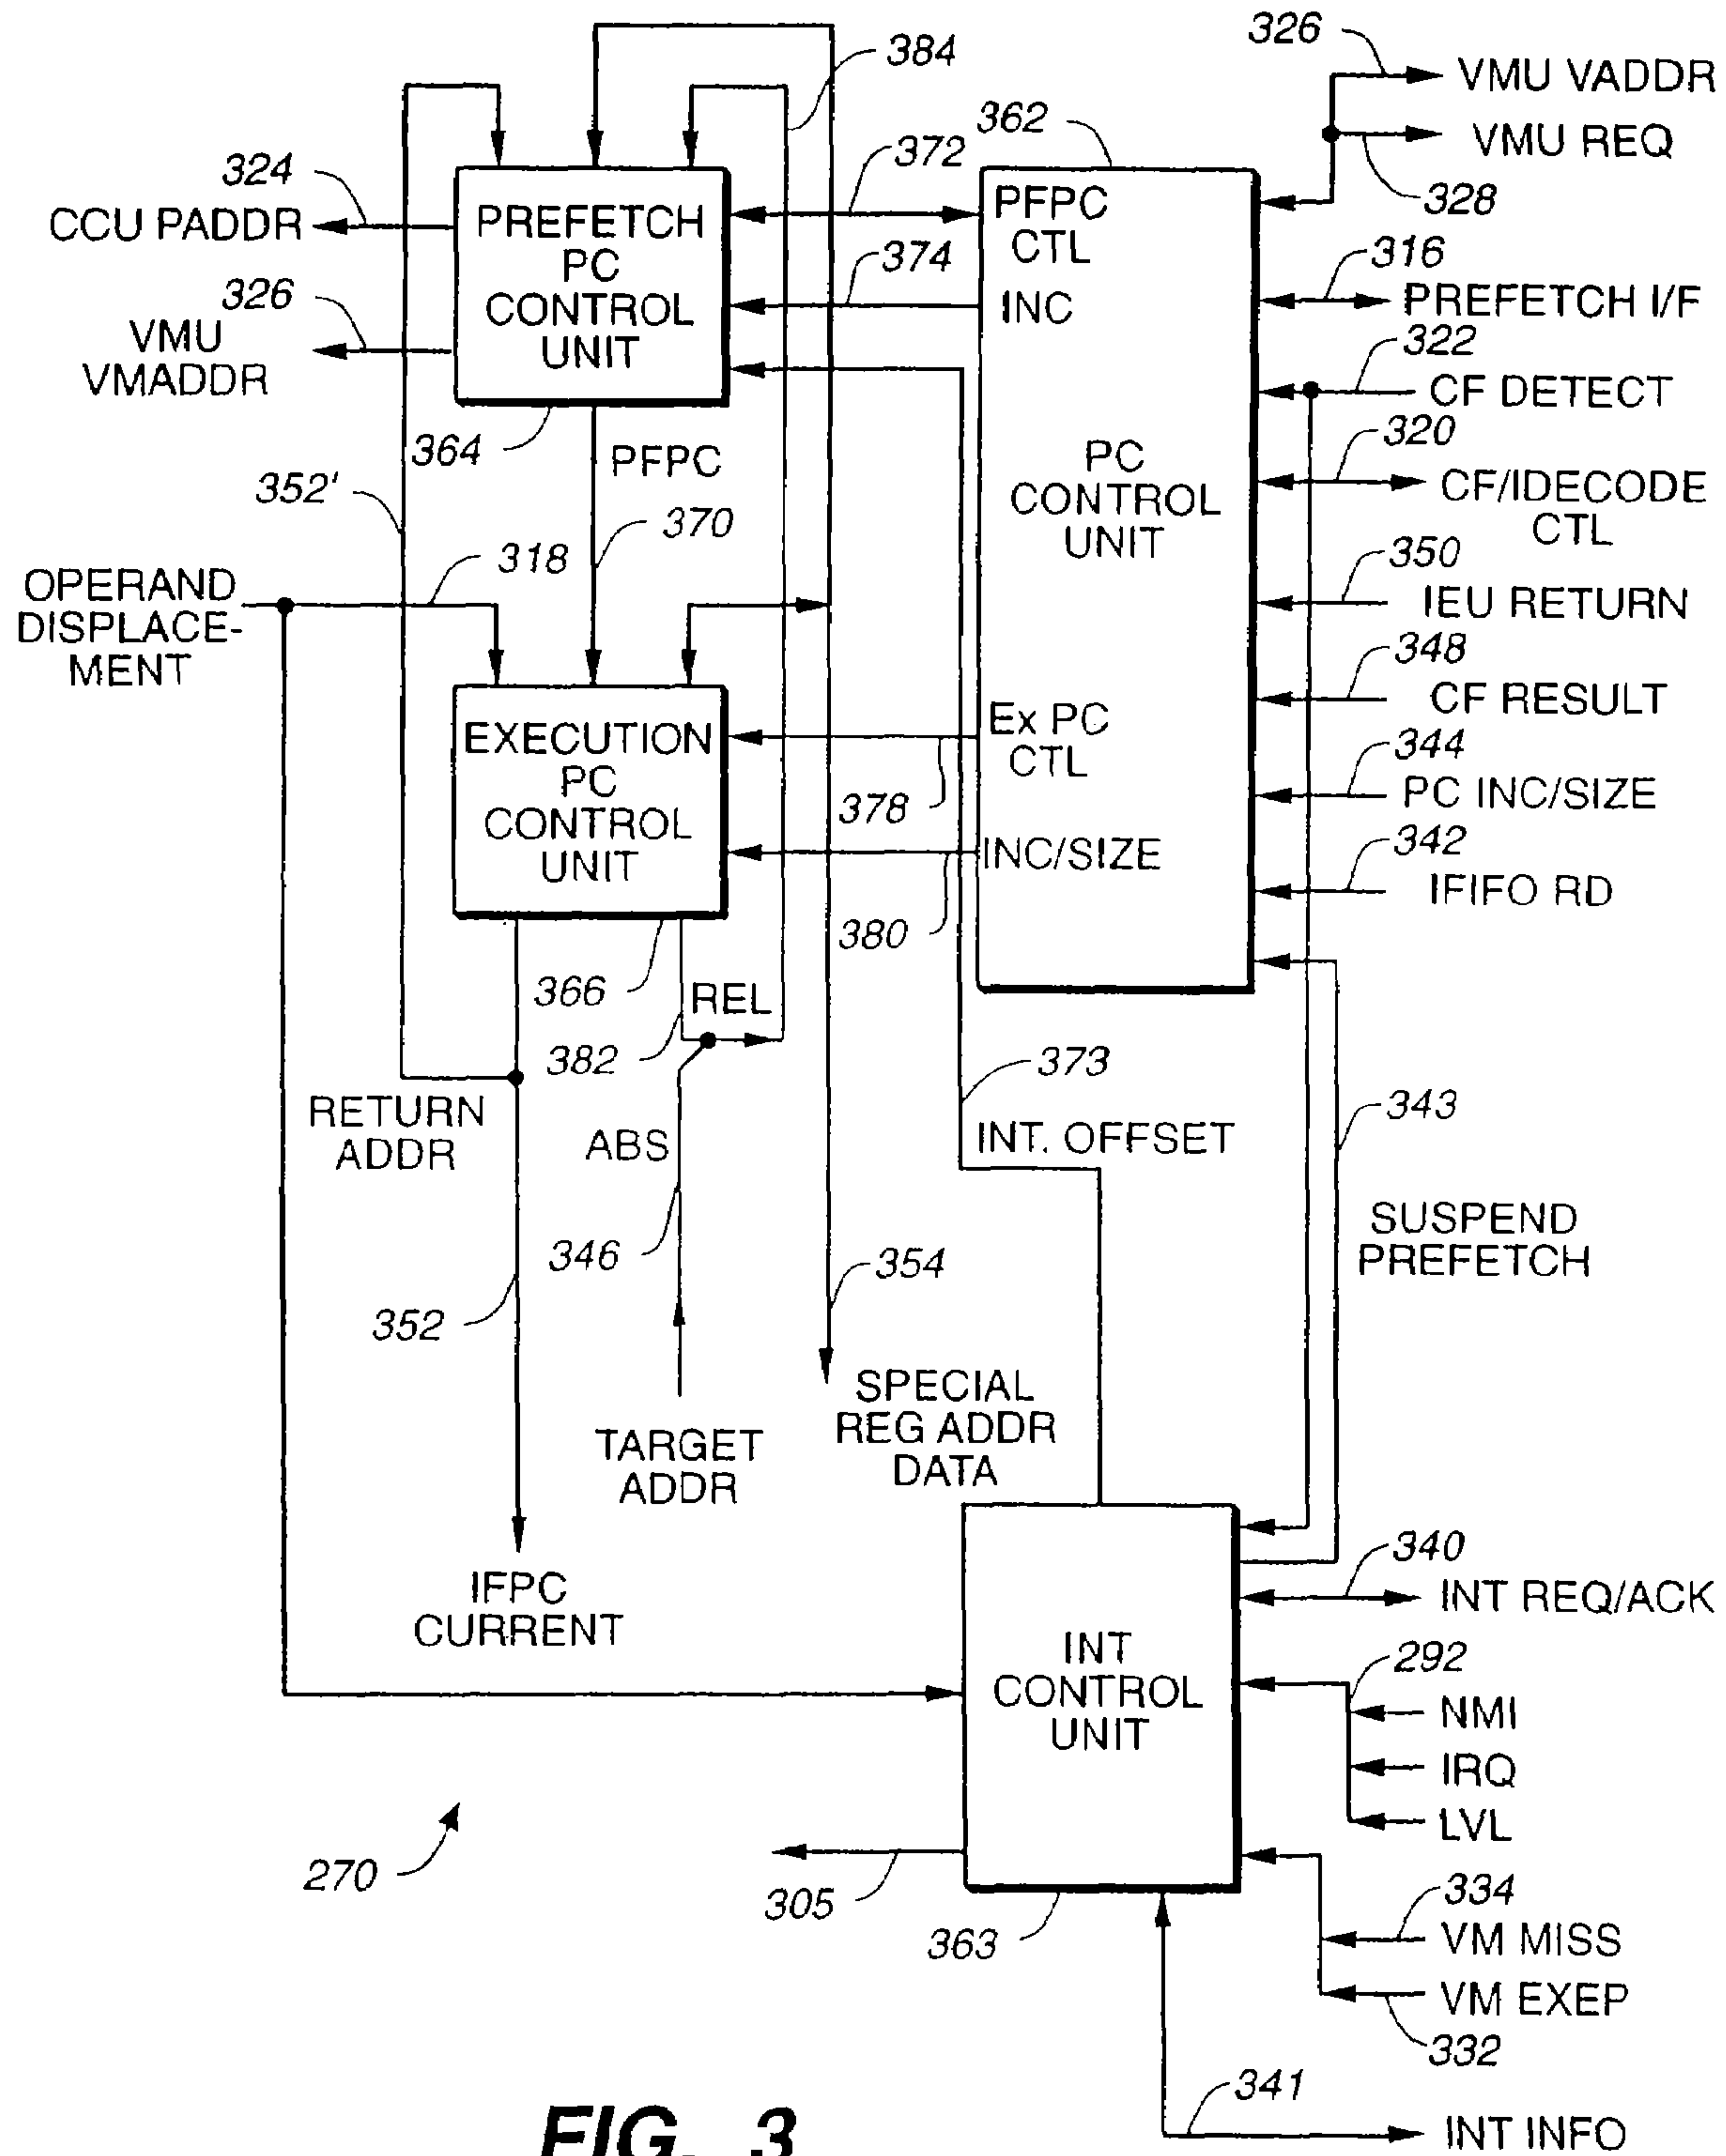 326
VMU VADDR
384
362
372
VMU REQ
328
324
CCU PADDR
PREFETCH
PC
CONTROL
UNIT
PFPC
CTL
374
INC
316
PREFETCH I/F
326
VMU
VMADDR
322
CF DETECT
364
PFPC
352'
370
PC
CONTROL
UNIT
320
CF/IDECODE
CTL
318
OPERAND
DISPLACE-
MENT
350
IEU RETURN
348
CF RESULT
EXECUTION
PC
CONTROL
UNIT
Ex PC
CTL
378
344
PC INC/SIZE
INC/SIZE
342
IFIFO RD
380
366
REL
382
373
343
RETURN
ADDR
ABS
INT. OFFSET
346
354
SUSPEND
PREFETCH
352
SPECIAL
REG ADDR
DATA
TARGET
ADDR
IFPC
CURRENT
340
INT REQ/ACK
INT
CONTROL
UNIT
292
NMI
IRQ
LVL
270
305
363
334
VM MISS
VM EXEP
332
341
INT INFO
FIG. 3